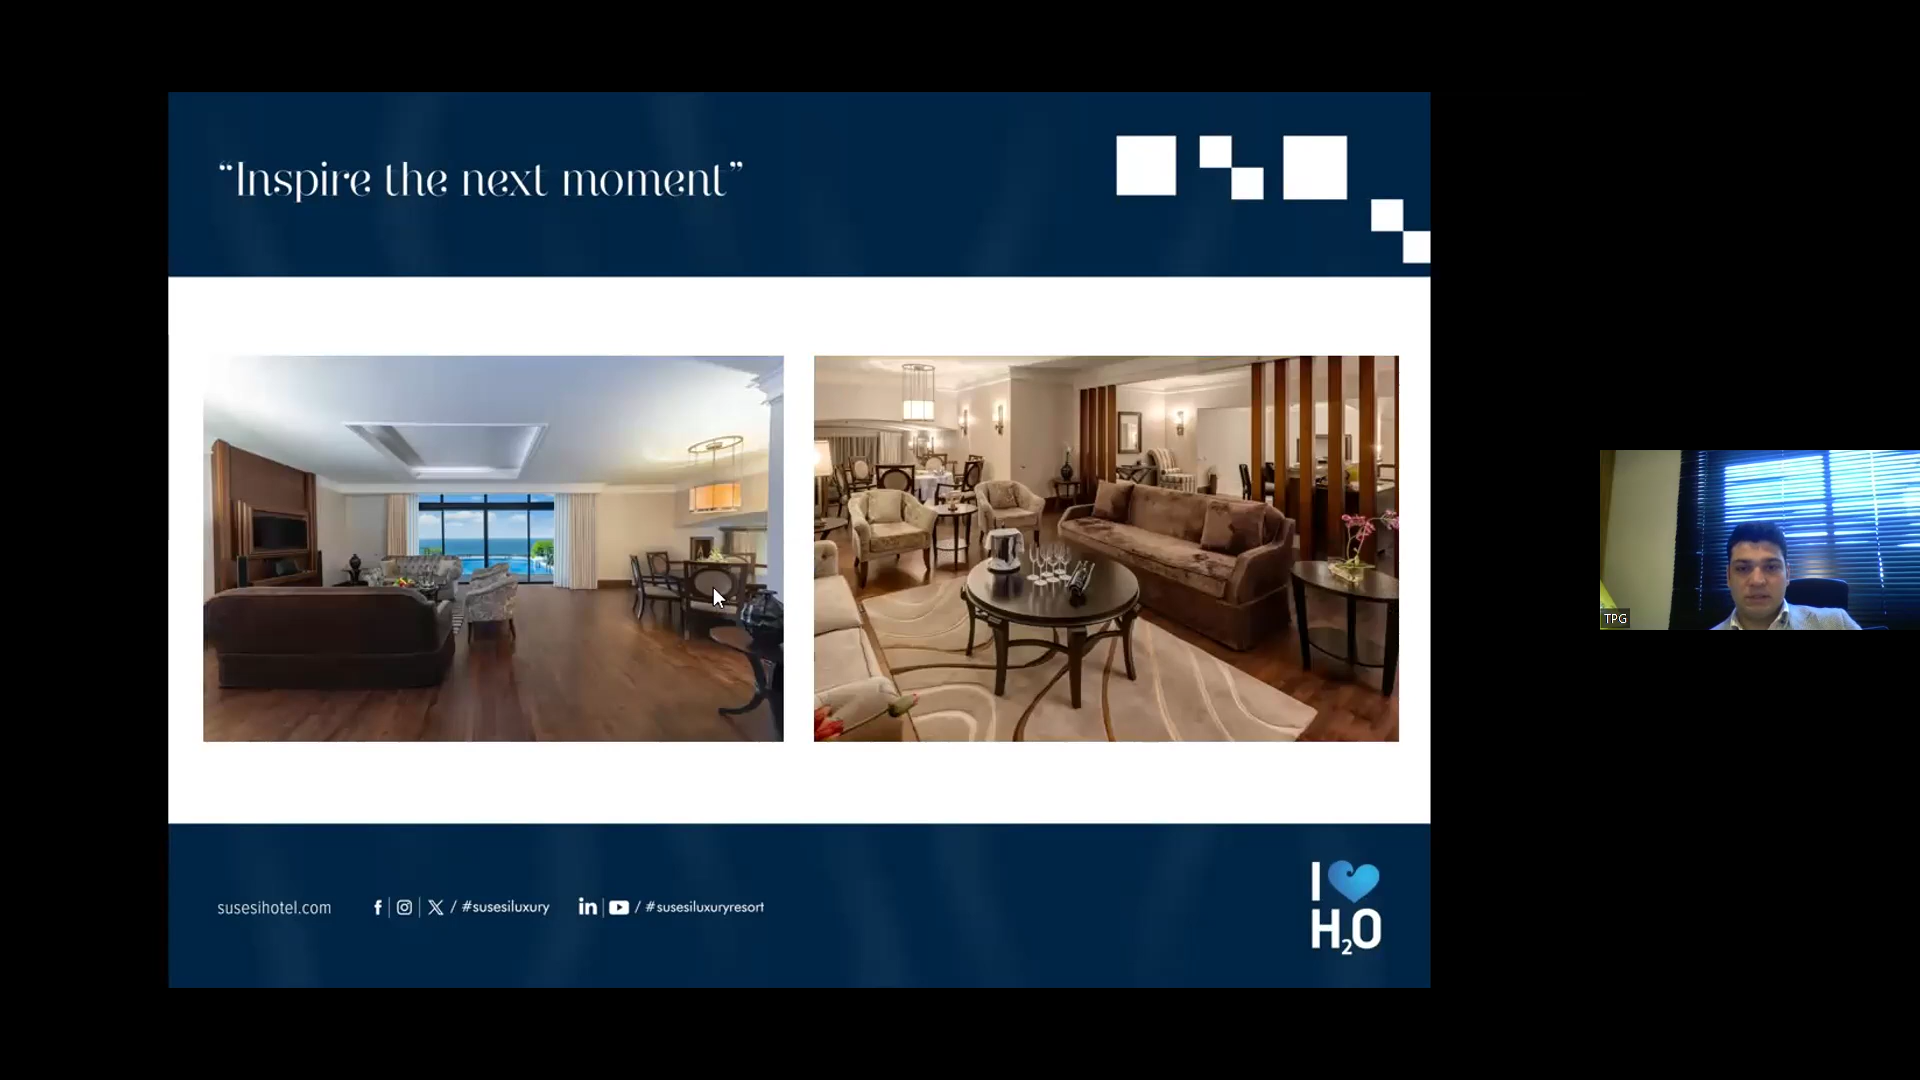 “Inspire the next moment”
susesihotel.com
/ #susesiluxury
/ #susesiluxuryresort
I
H₂O
TPG